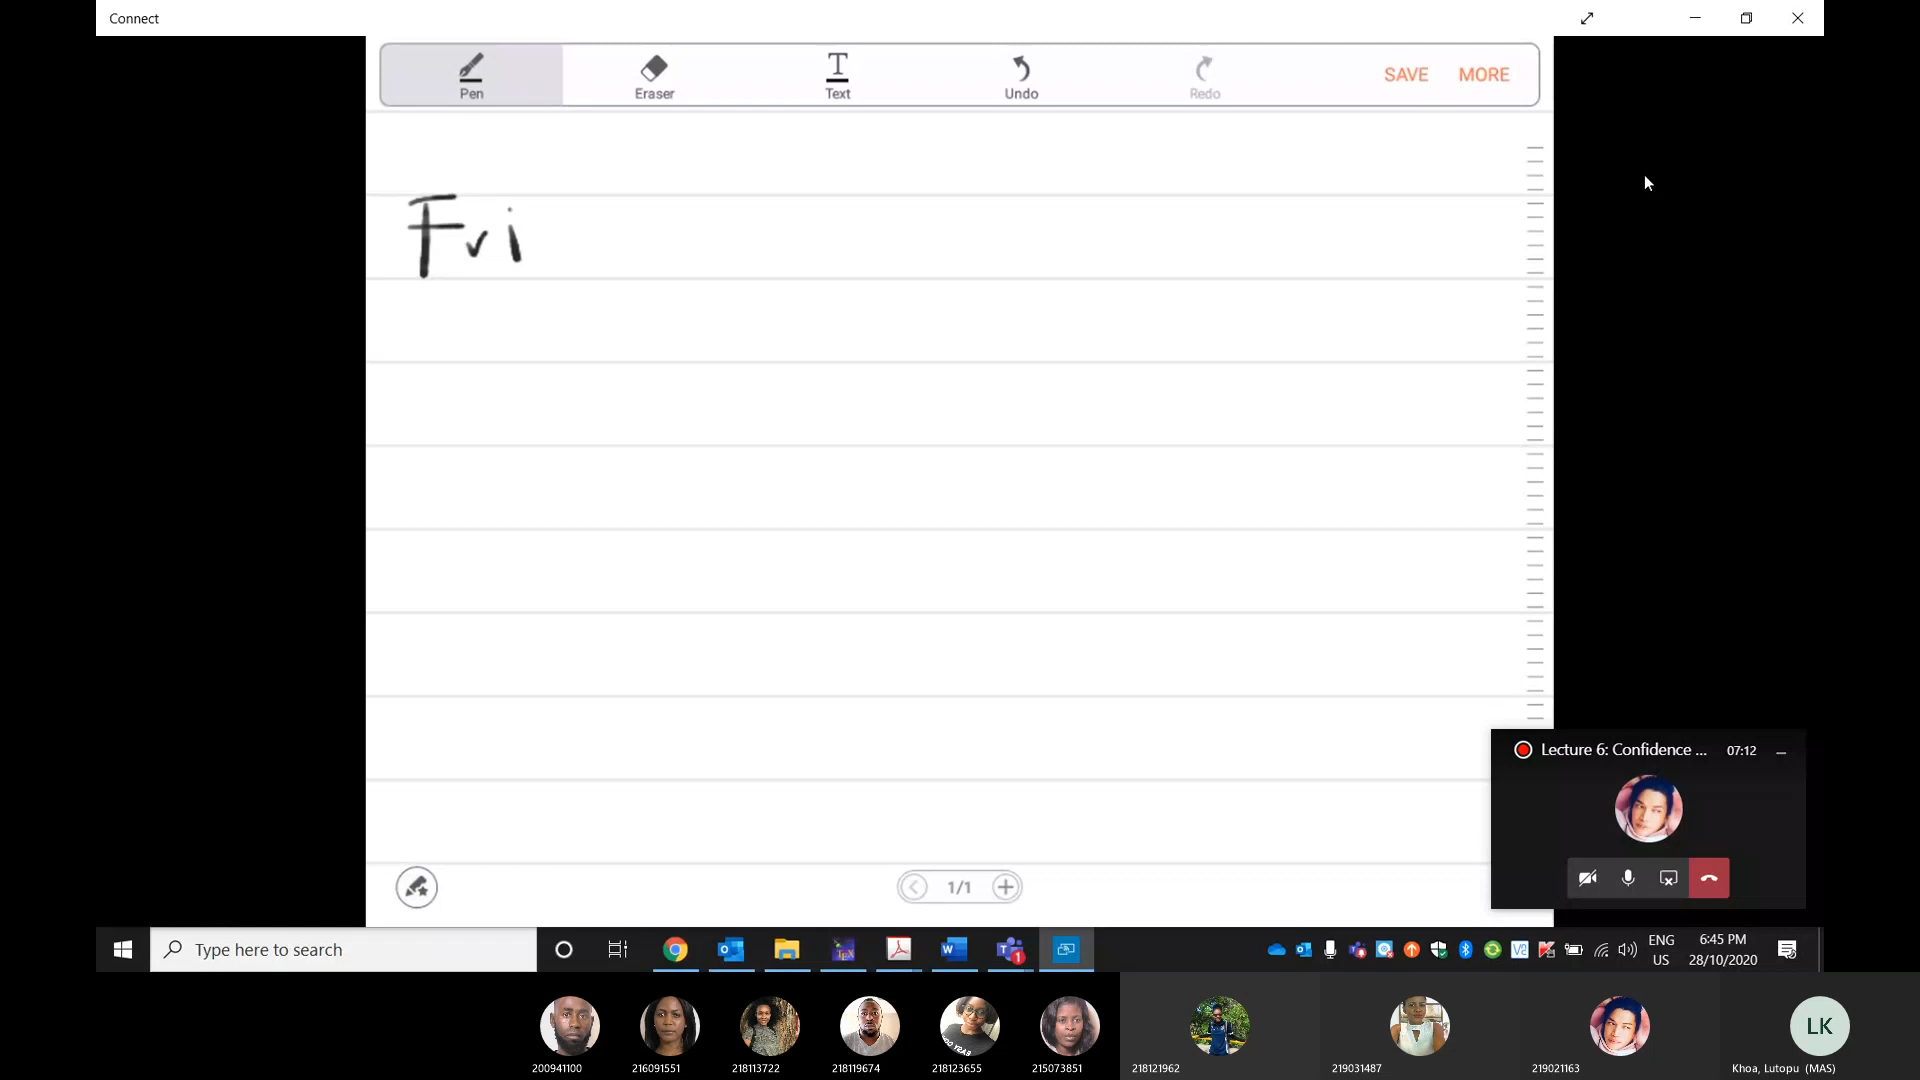 Connect
Pen
Eraser
Text
Undo
Redo
SAVE
MORE
Fri
Lecture 6: Confidence ...
07:12
1/1
Type here to search
1
ENG
US
6:45 PM
28/10/2020
LK
200941100
216091551
218113722
218119674
218123655
215073851
218121962
219031487
219021163
Khoa, Lutopu (MAS)